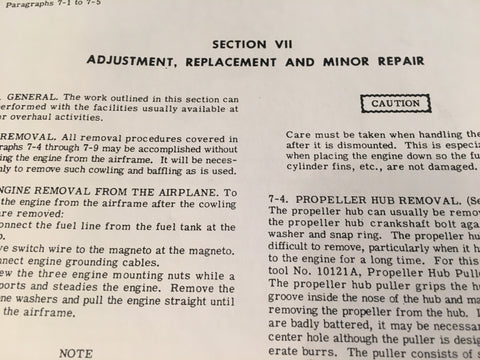 Paragraphs 7-1 to 7-5
SECTION VII
ADJUSTMENT, REPLACEMENT AND MINOR REPAIR
. GENERAL. The work outlined in this section can
erformed with the facilities usually available at
or overhaul activities.
REMOVAL. All removal procedures covered in
graphs 7-4 through 7-9 may be accomplished without
ing the engine from the airframe. It will be neces-
nly to remove such cowling and baffling as is used.
NGINE REMOVAL FROM THE AIRPLANE. To
the engine from the airframe after the cowling
are removed:
connect the fuel line from the fuel tank at the
p.
ve switch wire to the magneto at the magneto.
nnect engine grounding cables.
ew the three engine mounting nuts while a
ports and steadies the engine. Remove the
one washers and pull the engine straight until
the airframe.
NOTE
CAUTION
Care must be taken when handling the
after it is dismounted. This is especia
when placing the engine down so the fu
cylinder fins, etc., are not damaged.
7-4. PROPELLER HUB REMOVAL. (Se
The propeller hub can usually be remov
the propeller hub crankshaft bolt agai
washer and snap ring. The propeller hu
difficult to remove, particularly when it h
to the engine for a long time. For this
tool No. 10121A, Propeller Hub Pulle
The propeller hub puller grips the h
groove inside the nose of the hub and ma
removing the propeller from the hub. I
are badly battered, it may be necessa
center hole although the puller is desig
erate burrs. The puller consists of s